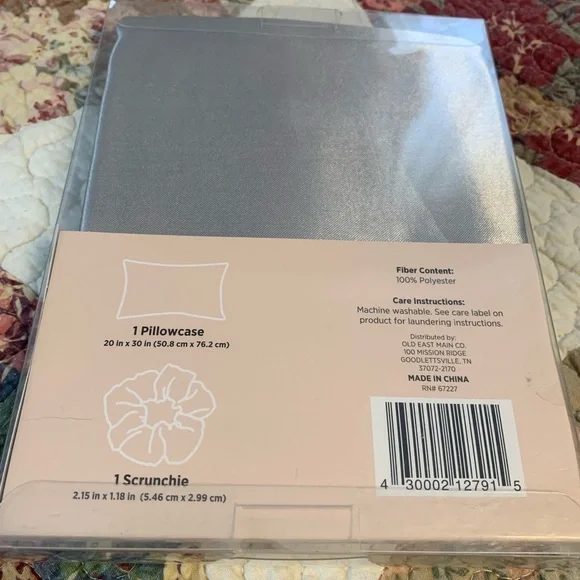 1 Pillowcase
20 in x 30 in (50.8 cm x 76.2 cm)
1 Scrunchie
2.15 in x 1.18 in (5.46 cm x 2.99 cm)
Fiber Content:
100% Polyester
Care Instructions:
Machine washable. See care label on
product for laundering instructions.
Distributed by:
OLD EAST MAIN CO.
100 MISSION RIDGE
GOODLETTSVILLE, TN
37072-2170
MADE IN CHINA
RN# 67227
4 30002 12791 5